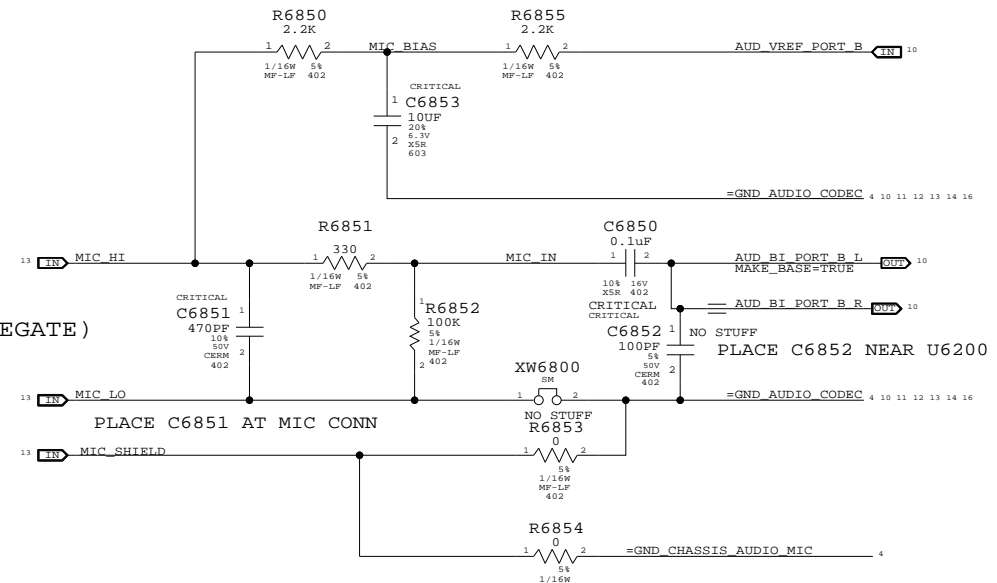 R6850
2.2K
1 2
1/16W 5%
MF-LF 402
MIC_BIAS
R6855
2.2K
1 2
1/16W 5%
MF-LF 402
AUD_VREF_PORT_B
IN
10
CRITICAL
1
C6853
10UF
20%
6.3V
X5R
603
2
=GND_AUDIO_CODEC
4 10 11 12 13 14 16
13
IN
MIC_HI
R6851
330
1 2
1/16W 5%
MF-LF 402
MIC_IN
C6850
0.1uF
1 2
10% 16V
X5R 402
CRITICAL
AUD_BI_PORT_B_L
MAKE_BASE=TRUE
OUT
10
AUD_BI_PORT_B_R
OUT
10
CRITICAL
C6851
470PF
10%
50V
CERM
402
1
2
EGATE)
1
R6852
100K
5%
1/16W
MF-LF
402
2
CRITICAL
C6852
100PF
5%
50V
CERM
402
1
2
NO STUFF
PLACE C6852 NEAR U6200
XW6800
SM
1 2
NO STUFF
13
IN
MIC_LO
=GND_AUDIO_CODEC
4 10 11 12 13 14 16
PLACE C6851 AT MIC CONN
13
IN
MIC_SHIELD
R6853
0
1 2
5%
1/16W
MF-LF
402
R6854
0
1 2
5%
1/16W
=GND_CHASSIS_AUDIO_MIC
4